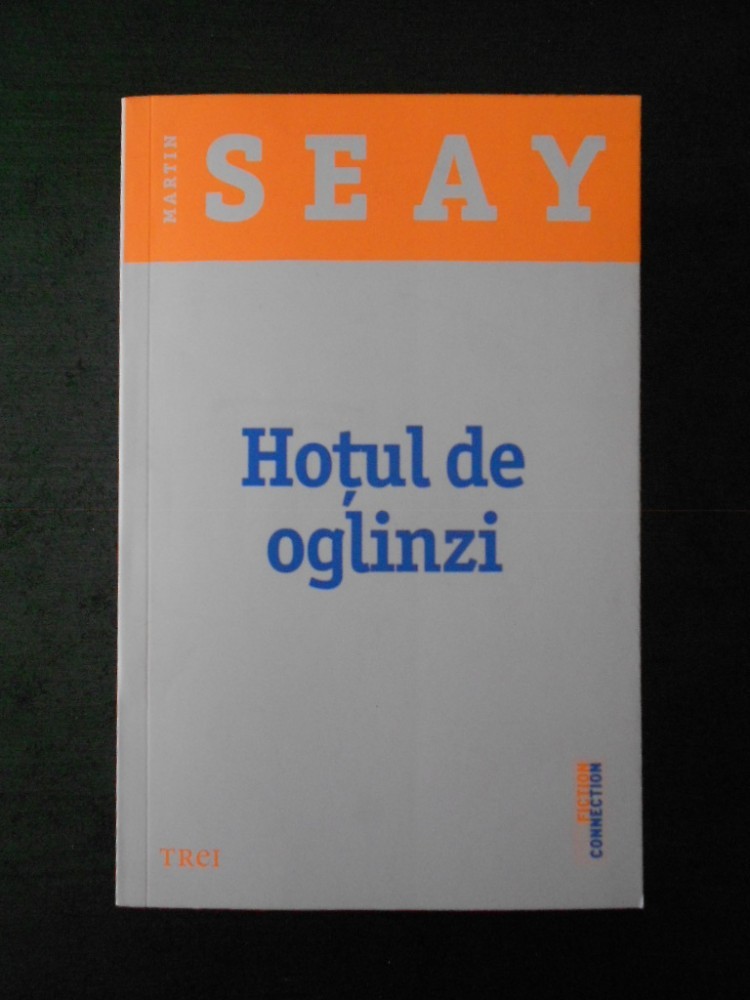 MARTIN
SEAY
Hoțul de
oglinzi
FICTION
CONNECTION
TREI